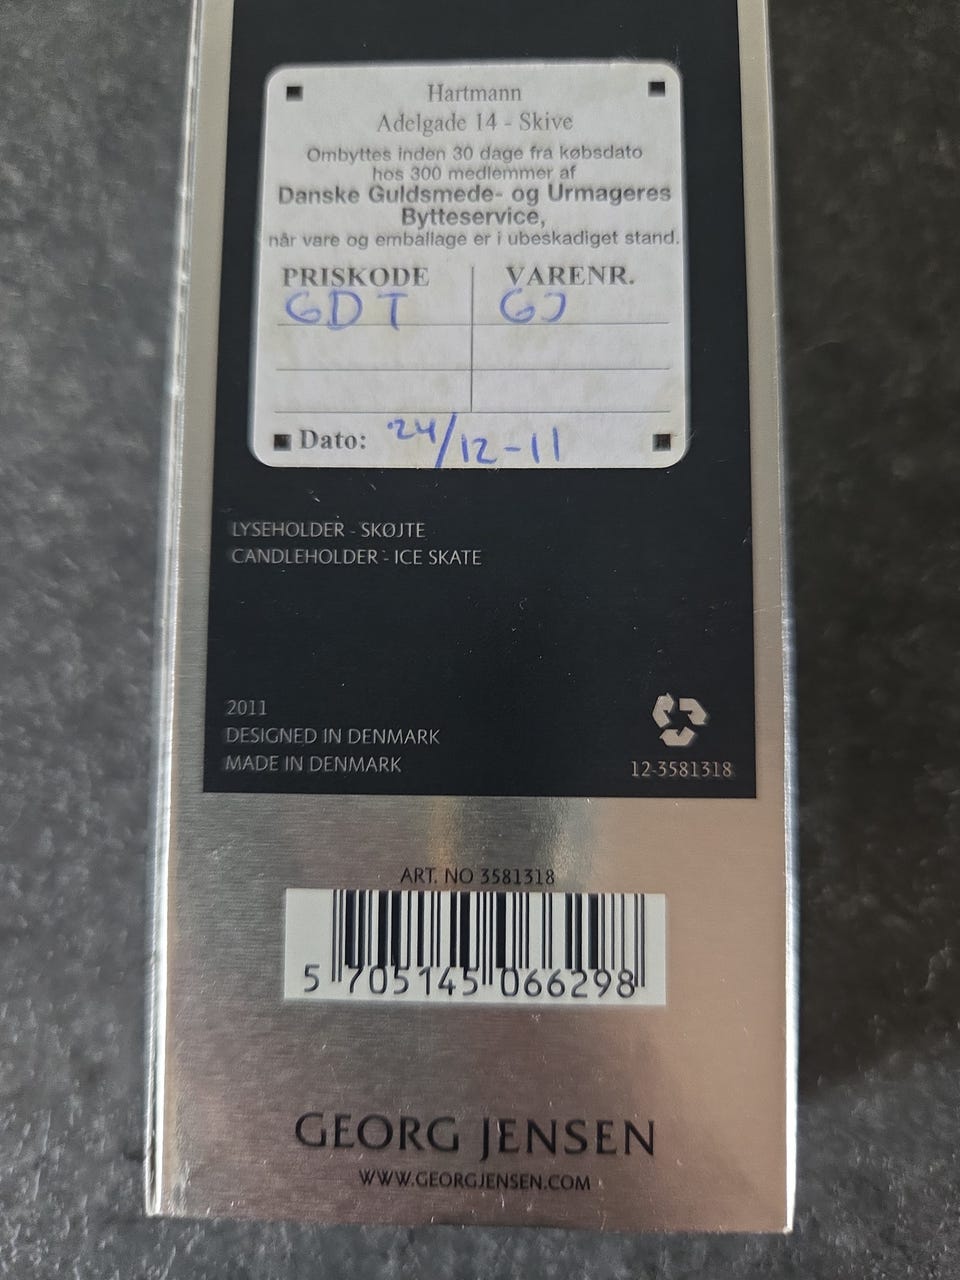 Hartmann
Adelgade 14 - Skive
Ombyttes inden 30 dage fra købsdato
hos 300 medlemmer af
Danske Guldsmede- og Urmageres
Bytteservice,
når vare og emballage er i ubeskadiget stand.
PRISKODE VARENR.
GDT GJ
Dato: 24/12-11
LYSEHOLDER - SKØJTE
CANDLEHOLDER - ICE SKATE
2011
DESIGNED IN DENMARK
MADE IN DENMARK
12-3581318
ART. NO 3581318
5 705145 066298
GEORG JENSEN
WWW.GEORGJENSEN.COM